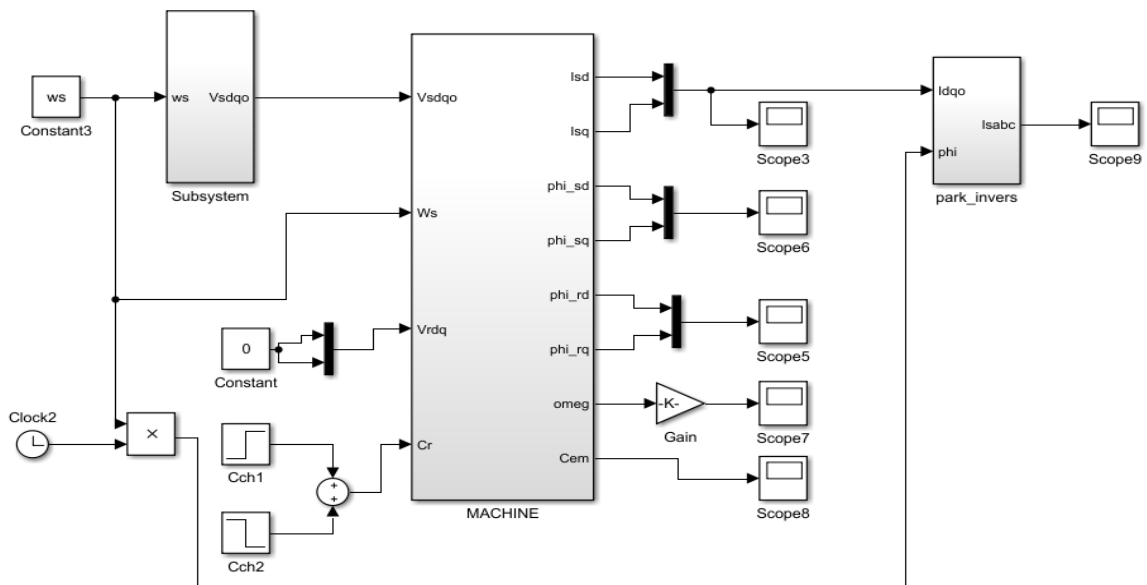 ws
Constant3
ws
Vsdqo
Subsystem
Vsdqo
Ws
Vrdq
Cr
Isd
Isq
phi_sd
phi_sq
phi_rd
phi_rq
omeg
Cem
MACHINE
0
Constant
Clock2
×
Cch1
+
+
Cch2
Scope3
Scope6
Scope5
-K-
Gain
Scope7
Scope8
Idqo
phi
Isabc
park_invers
Scope9